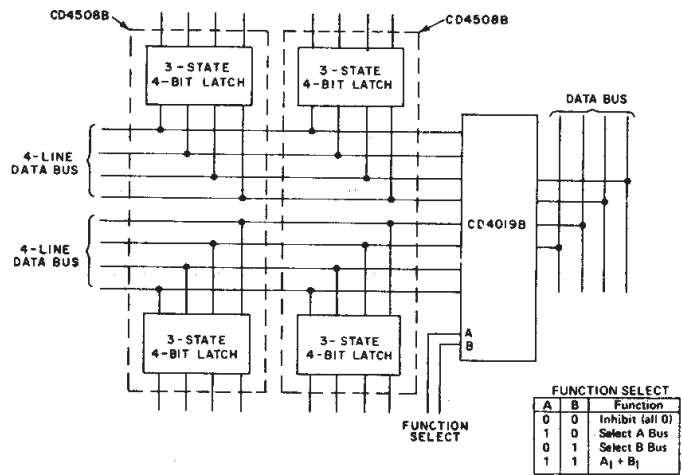 CD4508B
CD4508B
3-STATE
4-BIT LATCH
3-STATE
4-BIT LATCH
DATA BUS
4-LINE
DATA BUS
CD4019B
4-LINE
DATA BUS
3-STATE
4-BIT LATCH
3-STATE
4-BIT LATCH
A
B
FUNCTION
SELECT
FUNCTION SELECT
A B Function
0 0 Inhibit (all 0)
1 0 Select A Bus
0 1 Select B Bus
1 1 A1 + B1